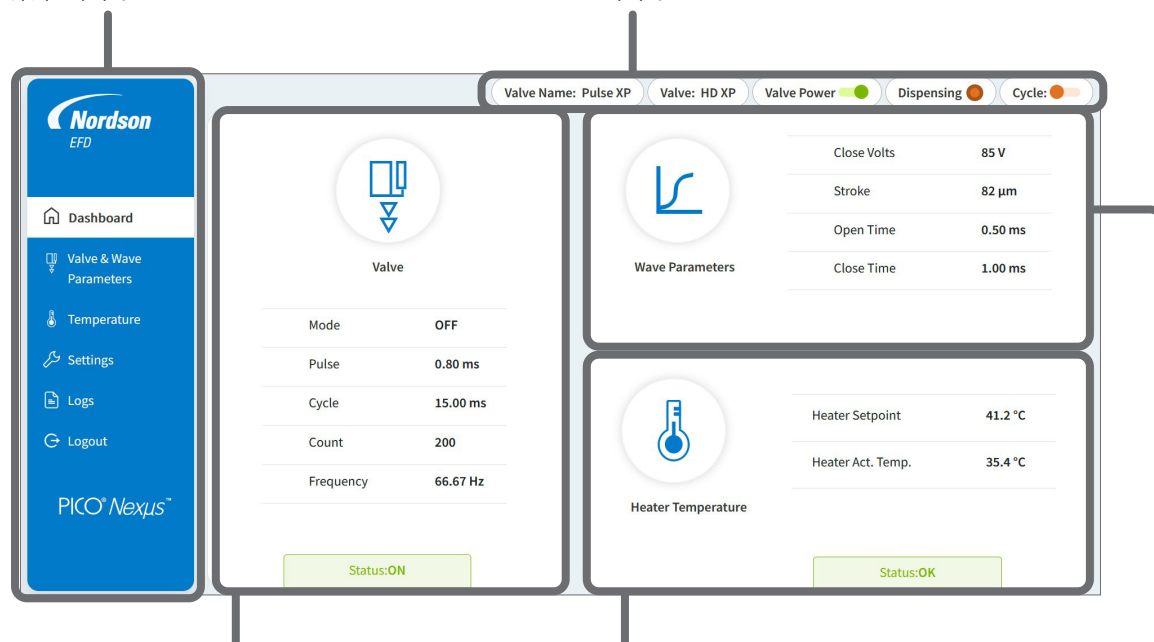 Nordson
EFD
Dashboard
Valve & Wave
Parameters
Temperature
Settings
Logs
Logout
PICO® Nexµs™
Valve Name: Pulse XP
Valve: HD XP
Valve Power
Dispensing
Cycle:
Valve
Mode OFF
Pulse 0.80 ms
Cycle 15.00 ms
Count 200
Frequency 66.67 Hz
Status:ON
Wave Parameters
Close Volts 85 V
Stroke 82 µm
Open Time 0.50 ms
Close Time 1.00 ms
Heater Temperature
Heater Setpoint 41.2 °C
Heater Act. Temp. 35.4 °C
Status:OK